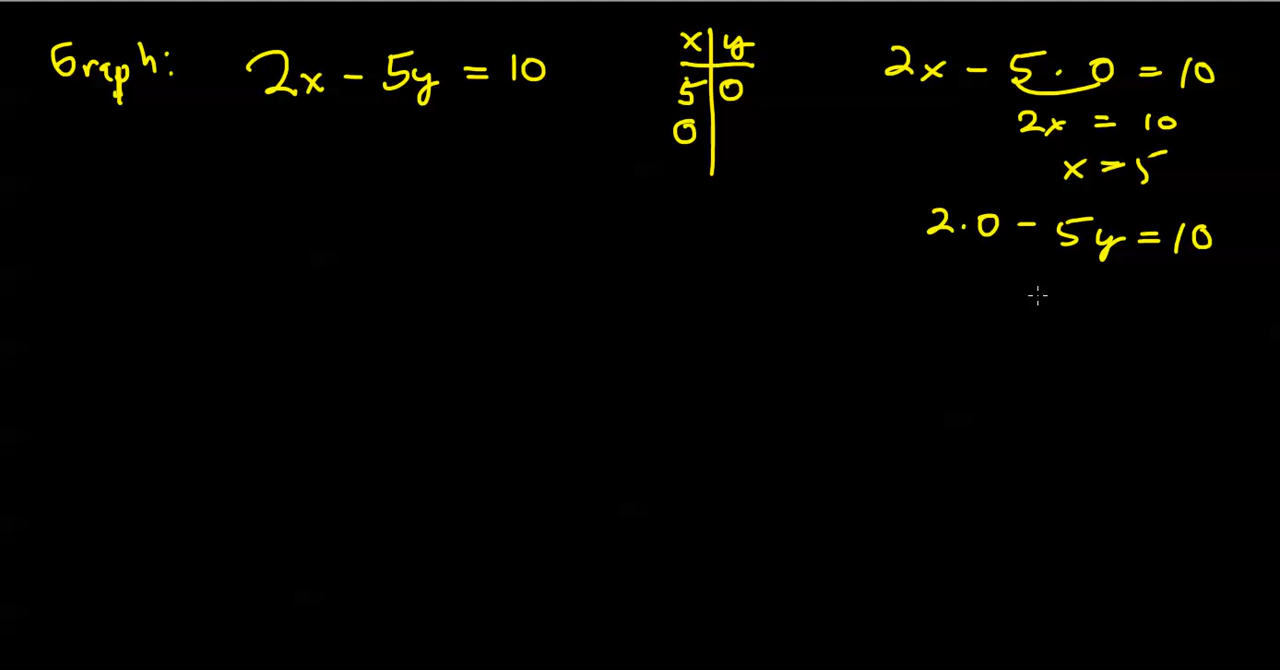 Graph: 2x - 5y = 10
x y
5 0
0
2x - 5 · 0 = 10
2x = 10
x = 5
2 · 0 - 5y = 10